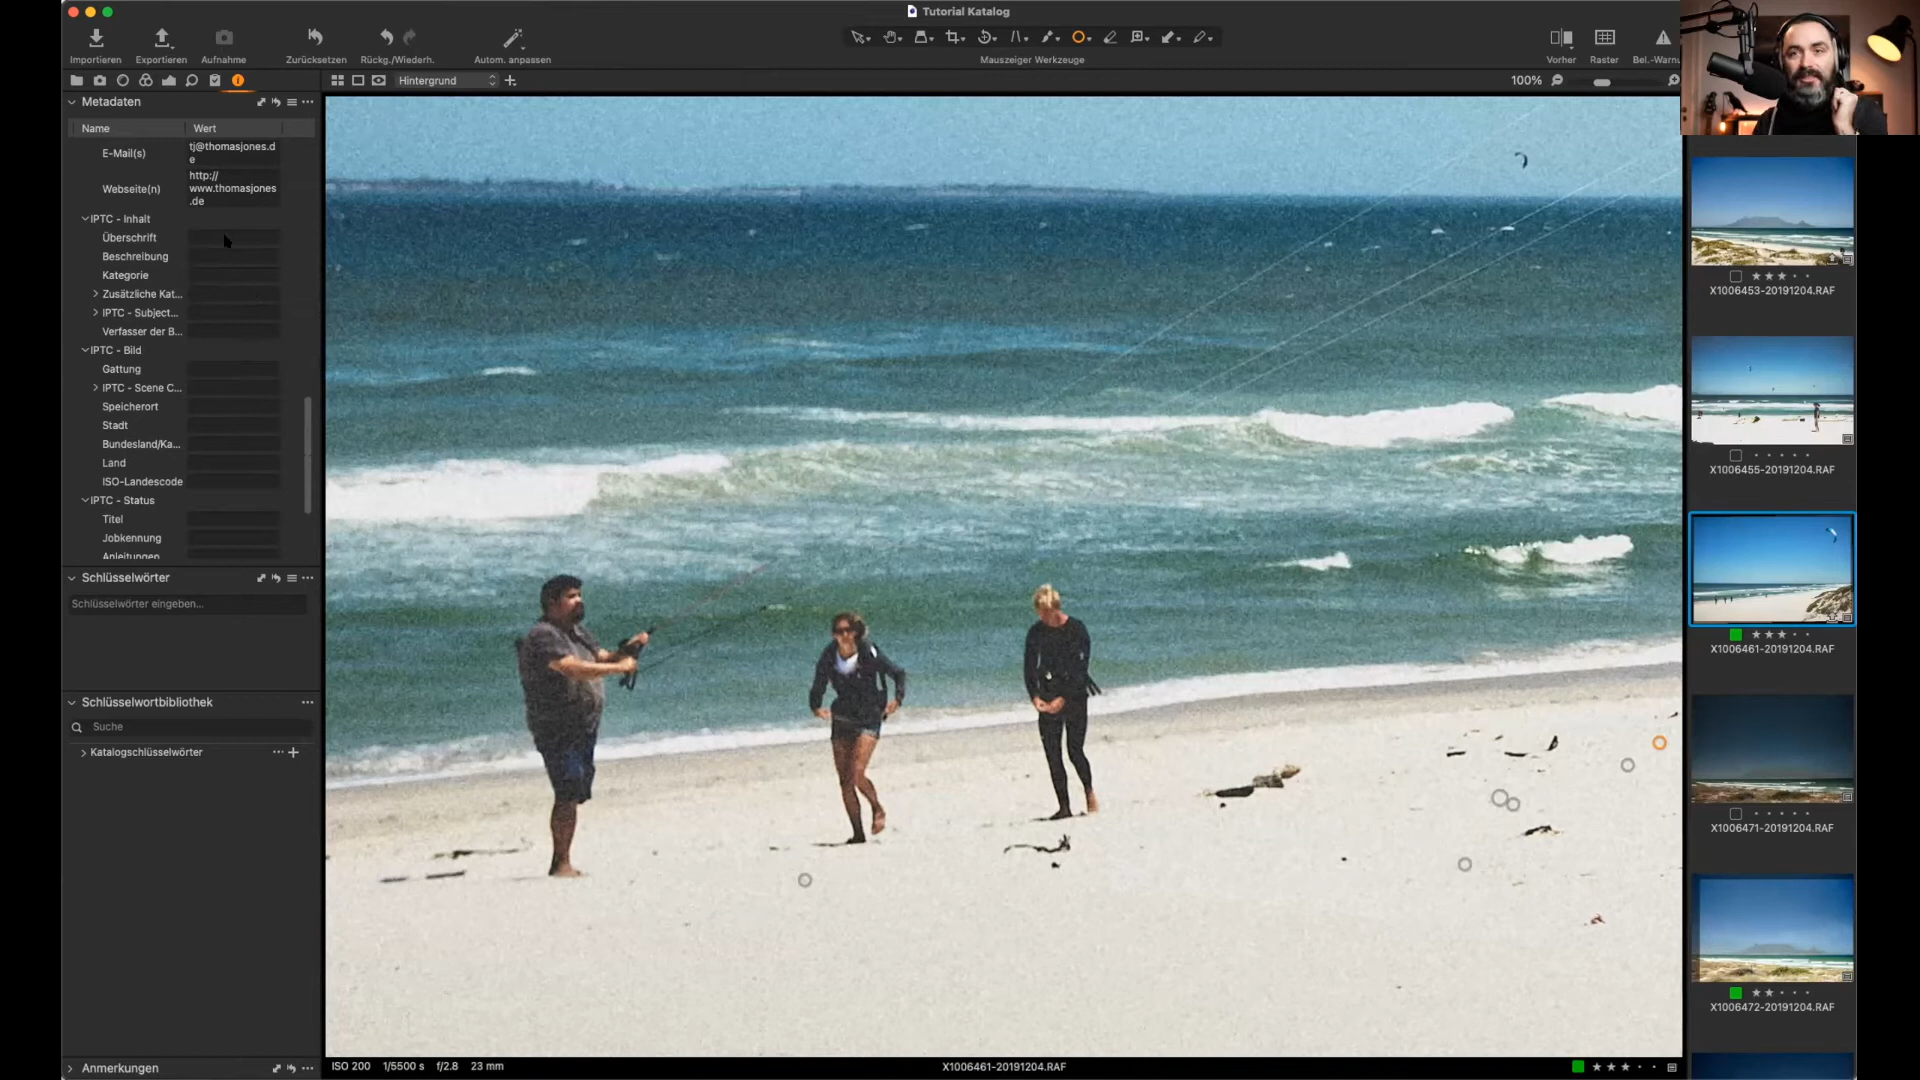 Tutorial Katalog
Importieren
Exportieren
Aufnahme
Zurücksetzen
Rückg./Wiederh.
Autom. anpassen
Mauszeiger Werkzeuge
Vorher
Raster
Bel.-Warnu
Hintergrund
100%
Metadaten
Name
Wert
E-Mail(s)
tj@thomasjones.d
e
Webseite(n)
http://
www.thomasjones
.de
IPTC - Inhalt
Überschrift
Beschreibung
Kategorie
Zusätzliche Kat...
IPTC - Subject...
Verfasser der B...
IPTC - Bild
Gattung
IPTC - Scene C...
Speicherort
Stadt
Bundesland/Ka...
Land
ISO-Landescode
IPTC - Status
Titel
Jobkennung
Anleitungen
Schlüsselwörter
Schlüsselwörter eingeben...
Schlüsselwortbibliothek
Suche
Katalogschlüsselwörter
Anmerkungen
ISO 200 1/5500 s f/2.8 23 mm
X1006461-20191204.RAF
X1006453-20191204.RAF
X1006455-20191204.RAF
X1006461-20191204.RAF
X1006471-20191204.RAF
X1006472-20191204.RAF